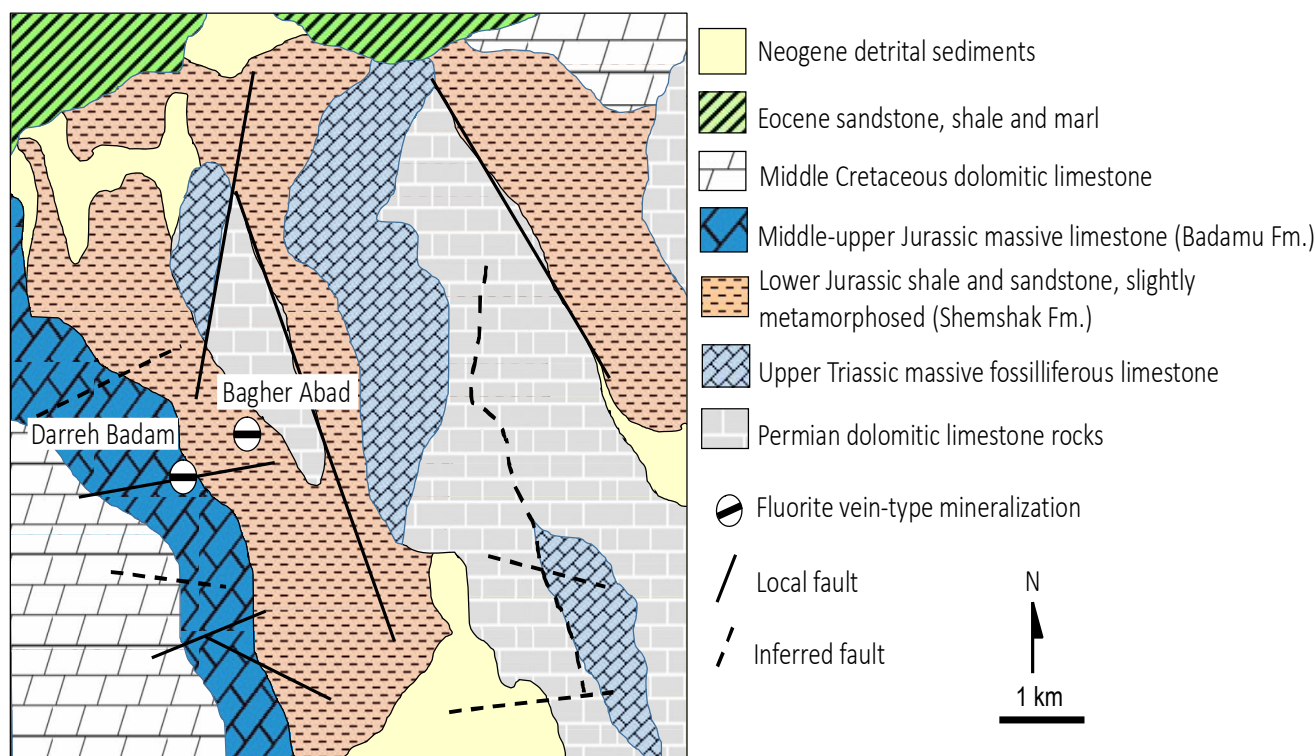 Bagher Abad
Darreh Badam
Neogene detrital sediments
Eocene sandstone, shale and marl
Middle Cretaceous dolomitic limestone
Middle-upper Jurassic massive limestone (Badamu Fm.)
Lower Jurassic shale and sandstone, slightly
metamorphosed (Shemshak Fm.)
Upper Triassic massive fossilliferous limestone
Permian dolomitic limestone rocks
Fluorite vein-type mineralization
Local fault
Inferred fault
N
1 km